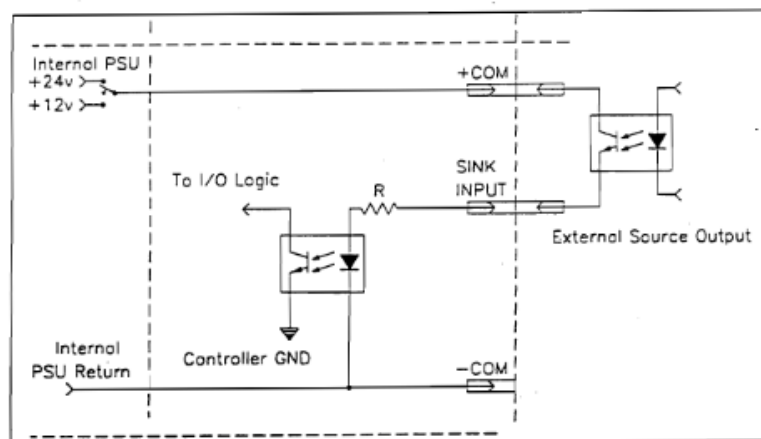 Internal PSU
+24v
+12v
+COM
To I/O Logic
R
SINK
INPUT
External Source Output
Controller GND
Internal
PSU Return
-COM